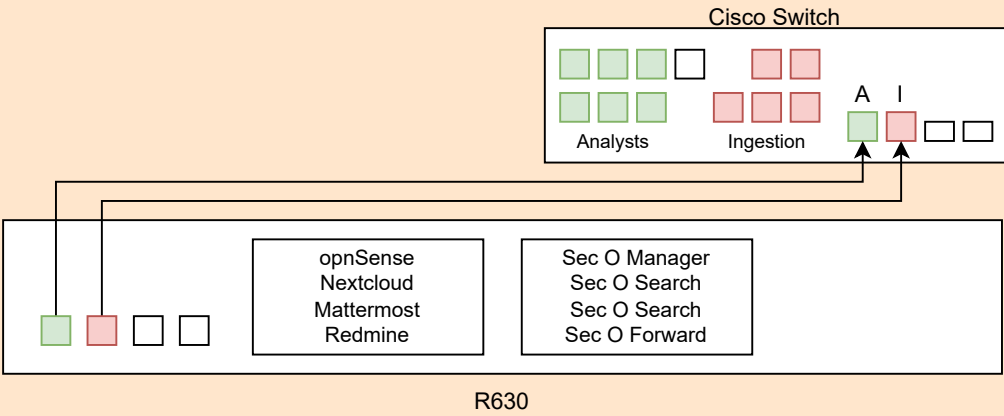 Cisco Switch
A I
Analysts
Ingestion
opnSense
Nextcloud
Mattermost
Redmine
Sec O Manager
Sec O Search
Sec O Search
Sec O Forward
R630